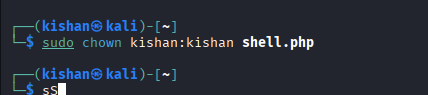 ┌──(kishan㉿kali)-[~]
└─$ sudo chown kishan:kishan shell.php
┌──(kishan㉿kali)-[~]
└─$ sS